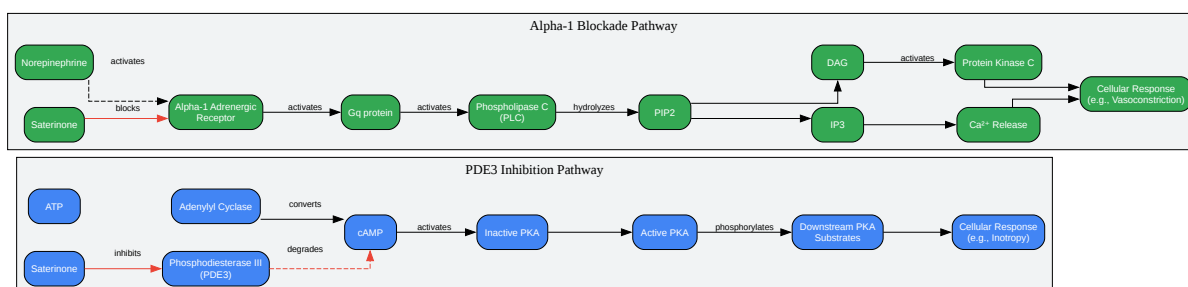 Alpha-1 Blockade Pathway
Norepinephrine
activates
Saterinone
blocks
Alpha-1 Adrenergic
Receptor
activates
Gq protein
activates
Phospholipase C
(PLC)
hydrolyzes
PIP2
DAG
activates
Protein Kinase C
IP3
Ca²⁺ Release
Cellular Response
(e.g., Vasoconstriction)
PDE3 Inhibition Pathway
ATP
Adenylyl Cyclase
converts
Saterinone
inhibits
Phosphodiesterase III
(PDE3)
degrades
cAMP
activates
Inactive PKA
Active PKA
phosphorylates
Downstream PKA
Substrates
Cellular Response
(e.g., Inotropy)